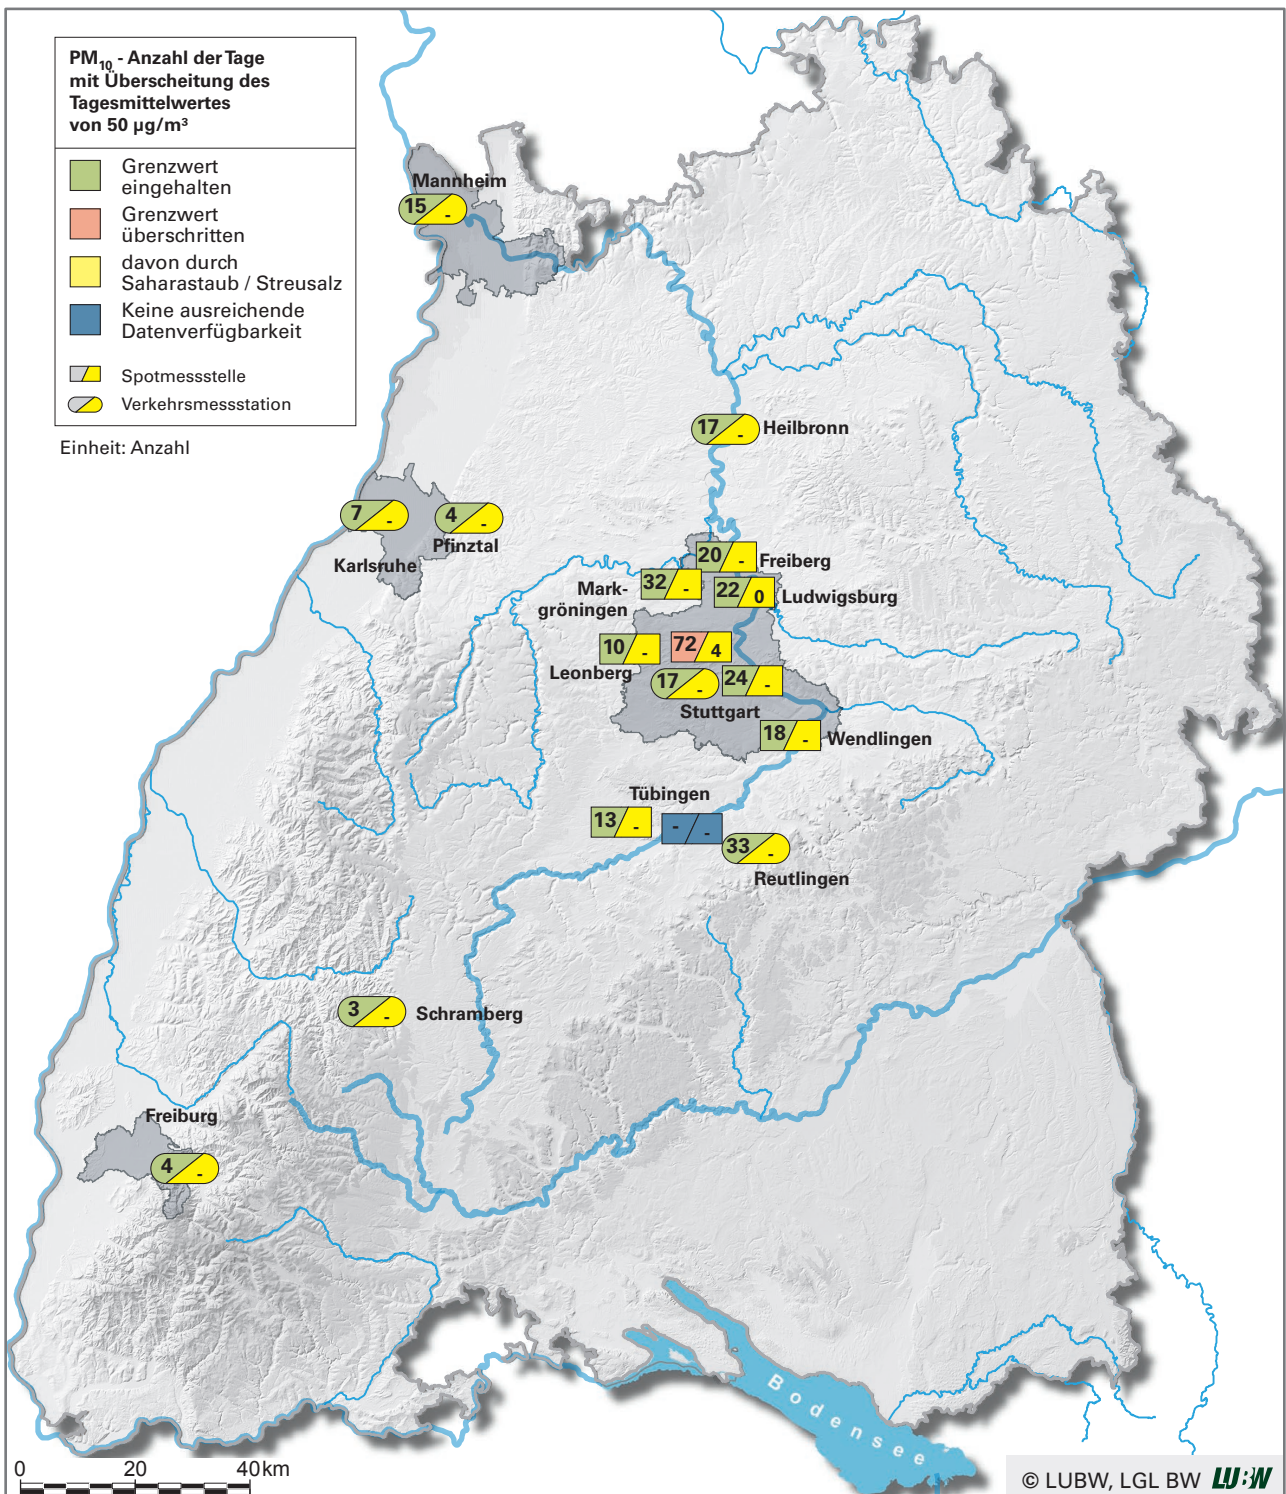 PM10 - Anzahl der Tage
mit Überscheitung des
Tagesmittelwertes
von 50 µg/m³
Grenzwert
eingehalten
Grenzwert
überschritten
davon durch
Saharastaub / Streusalz
Keine ausreichende
Datenverfügbarkeit
Spotmessstelle
Verkehrsmessstation
Einheit: Anzahl
Mannheim
15 -
17 - Heilbronn
7 -
Karlsruhe
4 -
Pfinztal
20 - Freiberg
32 -
Mark-
gröningen
22 0 Ludwigsburg
10 -
Leonberg
72 4
17 -
24 -
Stuttgart
18 - Wendlingen
Tübingen
13 -
- -
33 -
Reutlingen
3 - Schramberg
Freiburg
4 -
Bodensee
0 20 40 km
© LUBW, LGL BW LUBW